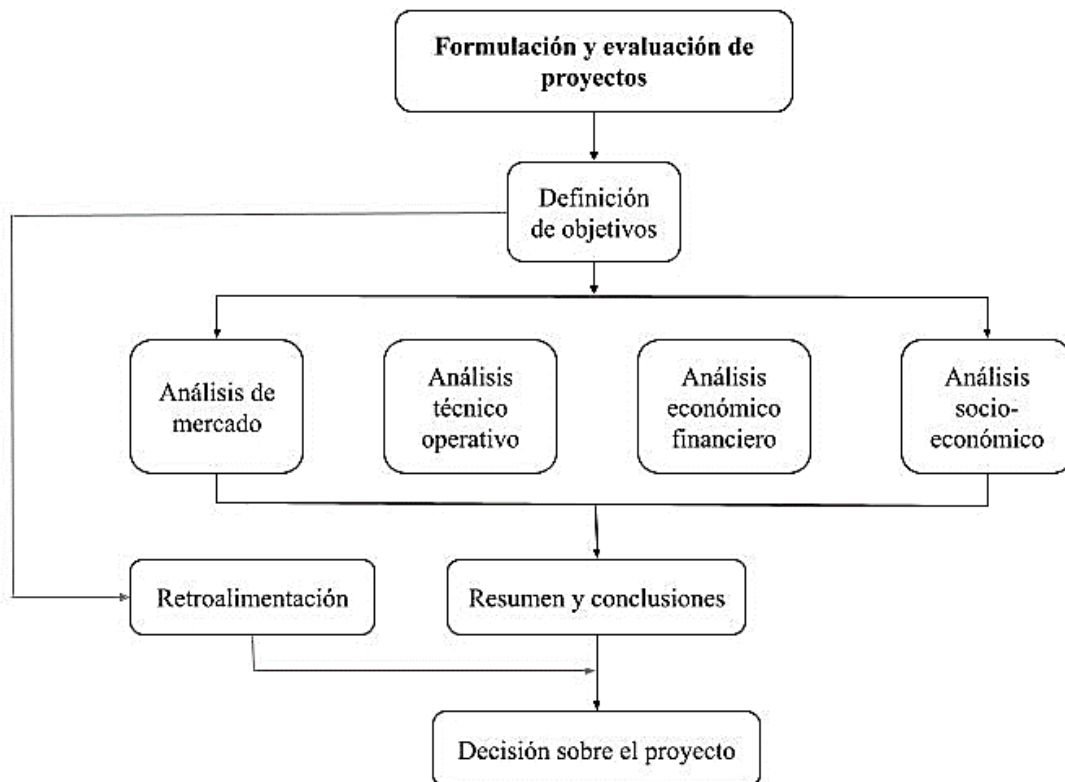 Formulación y evaluación de
proyectos
Definición
de objetivos
Análisis de
mercado
Análisis
técnico
operativo
Análisis
económico
financiero
Análisis
socio-
económico
Retroalimentación
Resumen y conclusiones
Decisión sobre el proyecto